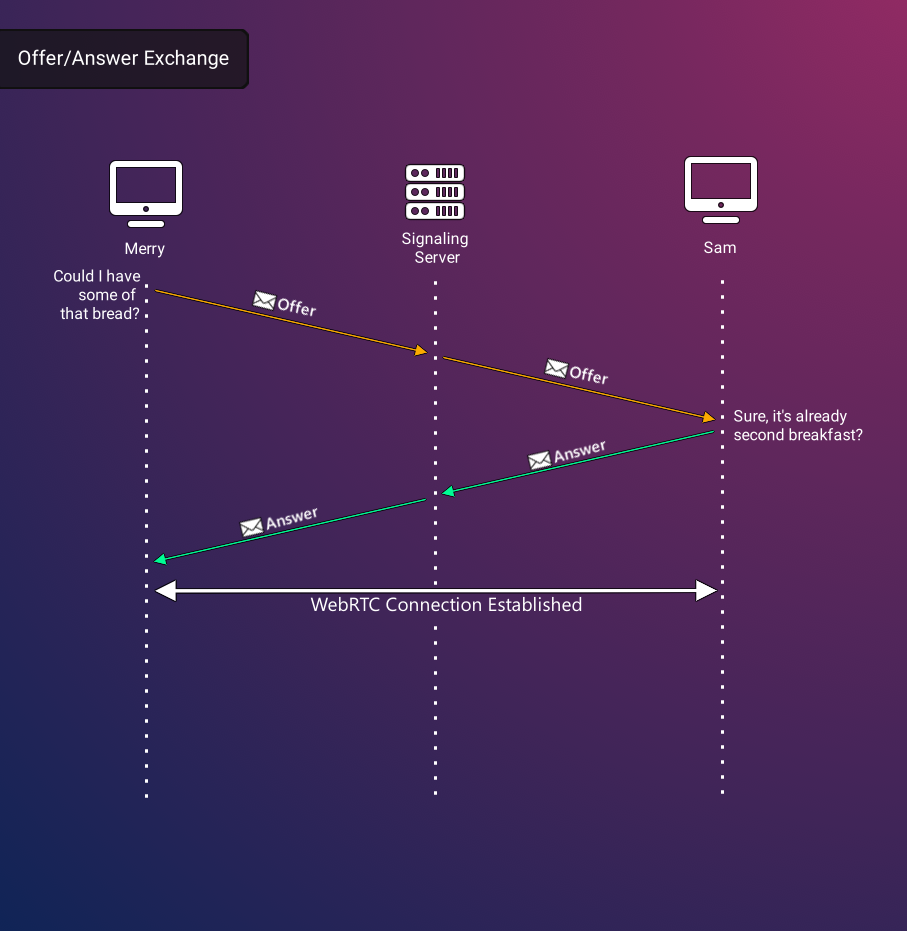 Offer/Answer Exchange
Merry
Signaling
Server
Sam
Could I have
some of
that bread?
Offer
Offer
Sure, it's already
second breakfast?
Answer
Answer
WebRTC Connection Established